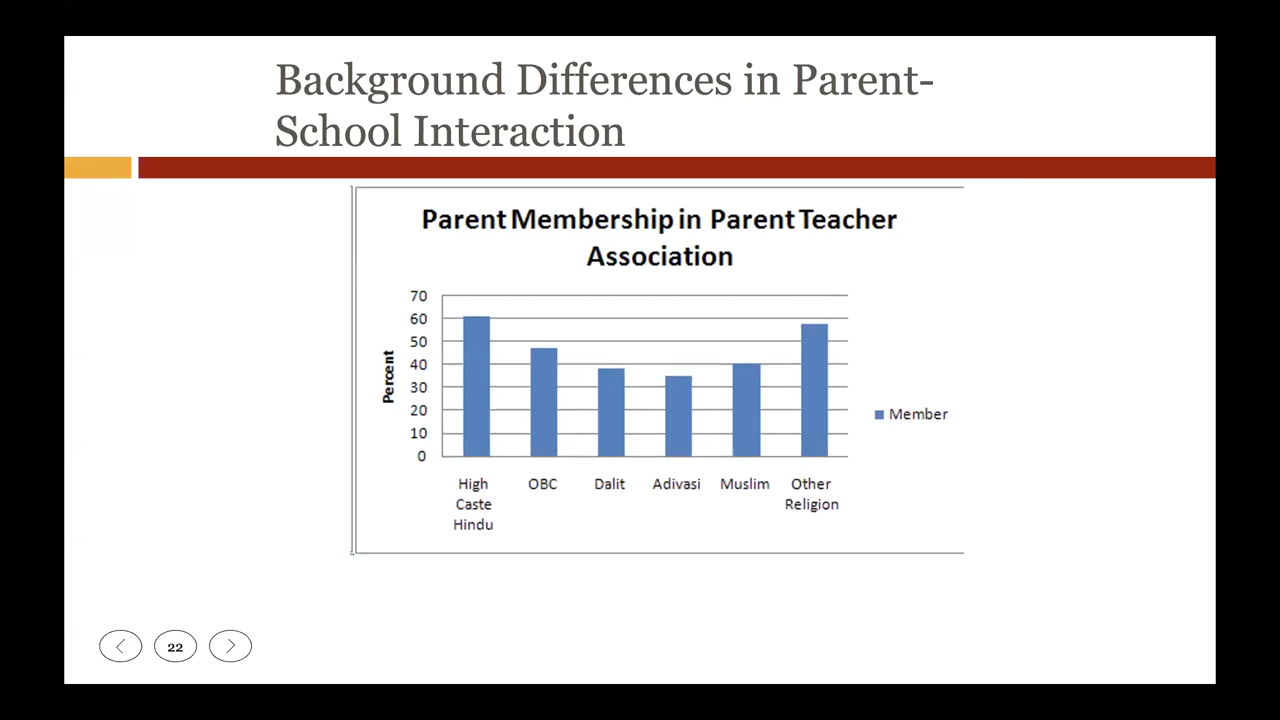 Background Differences in Parent-
School Interaction
Parent Membership in Parent Teacher
Association
70
60
50
40
30
20
10
0
Percent
High
Caste
Hindu
OBC
Dalit
Adivasi
Muslim
Other
Religion
Member
22